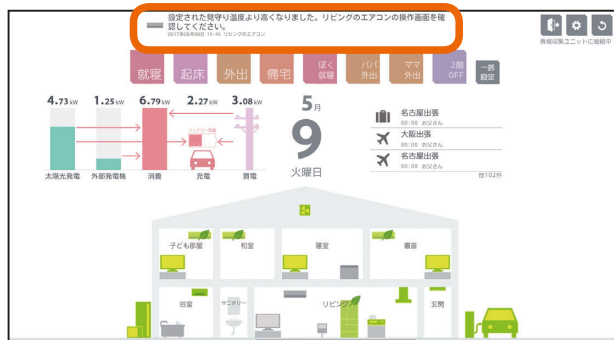 設定された見守り温度より高くなりました。リビングのエアコンの操作画面を確
認してください。
2017年05月09日 16:46 リビングのエアコン
情報収集ユニットに接続中
就寝 起床 外出 帰宅 ぼく就寝 パパ外出 ママ外出 2階OFF 一括設定
4.73kW 1.25kW 6.79kW 2.27kW 3.08kW
太陽光発電 外部発電機 消費 充電 買電
5月
9
火曜日
名古屋出張
00:00 お父さん
大阪出張
00:00 お父さん
名古屋出張
00:00 お父さん
他102件
子ども部屋 和室 寝室 書斎
浴室 サニタリー リビング 玄関